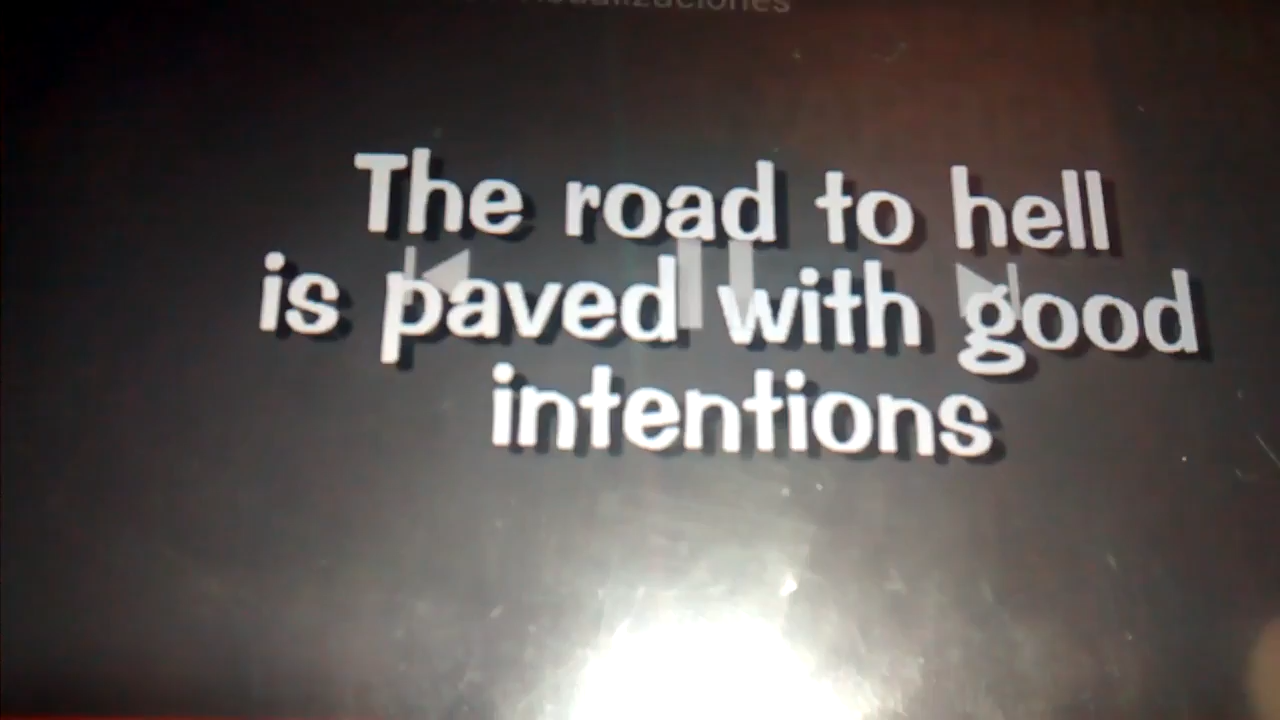 The road to hell
is paved with good
intentions